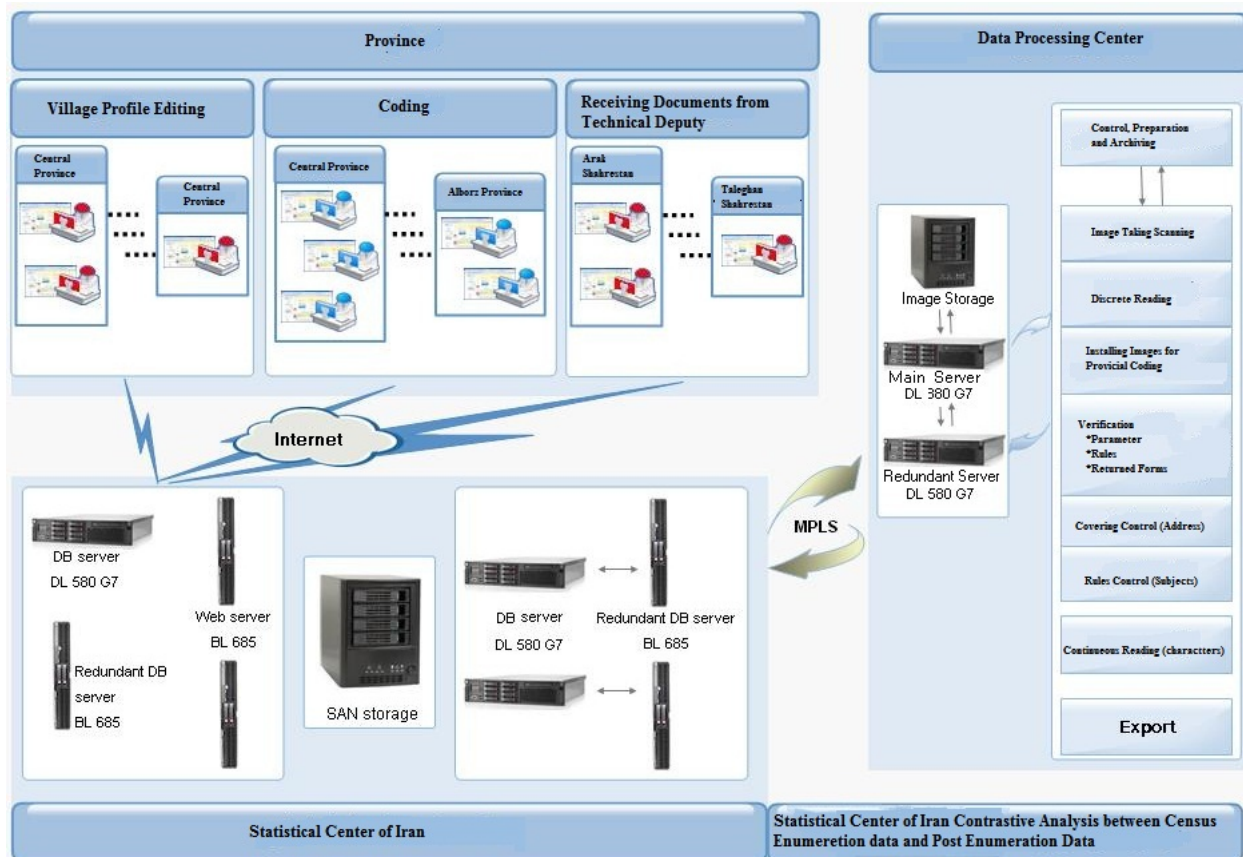 Province
Village Profile Editing
Central
Province
Central
Province
Coding
Central Province
Alborz Province
Receiving Documents from
Technical Deputy
Arak
Shahrestan
Taleghan
Shahrestan
Internet
DB server
DL 580 G7
Web server
BL 685
Redundant DB
server
BL 685
SAN storage
DB server
DL 580 G7
Redundant DB server
BL 685
Statistical Center of Iran
MPLS
Data Processing Center
Image Storage
Main Server
DL 380 G7
Redundant Server
DL 580 G7
Control, Preparation
and Archiving
Image Taking Scanning
Discrete Reading
Installing Images for
Provicial Coding
Verification
*Parameter
*Rules
*Returned Forms
Covering Control (Address)
Rules Control (Subjects)
Continuous Reading (charactters)
Export
Statistical Center of Iran Contrastive Analysis between Census
Enumeretion data and Post Enumeration Data